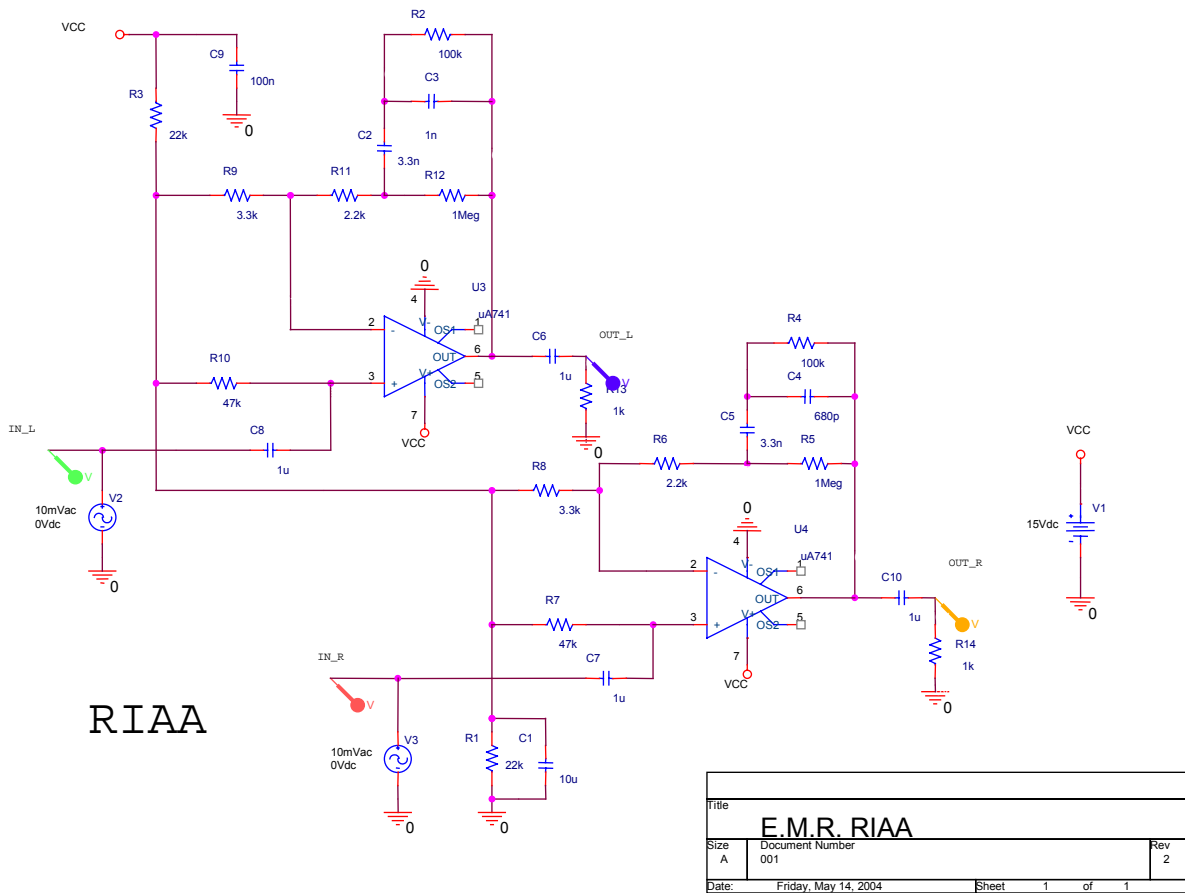 VCC
C9
100n
0
R3
22k
R2
100k
C3
1n
C2
3.3n
R9
3.3k
R11
2.2k
R12
1Meg
0
U3
uA741
4
V-
OS1
1
2
-
OUT
6
3
+
V+
OS2
5
7
VCC
R10
47k
C8
1u
C6
1u
OUT_L
V
R13
1k
0
IN_L
V
V2
10mVac
0Vdc
0
R4
100k
C4
680p
C5
3.3n
R6
2.2k
R5
1Meg
R8
3.3k
0
U4
uA741
4
V-
OS1
1
2
-
OUT
6
3
+
V+
OS2
5
7
VCC
R7
47k
C7
1u
C10
1u
OUT_R
V
R14
1k
0
VCC
V1
15Vdc
+
-
0
IN_R
V
V3
10mVac
0Vdc
0
R1
22k
C1
10u
0
RIAA
Title
E.M.R. RIAA
Size
A
Document Number
001
Rev
2
Date:
Friday, May 14, 2004
Sheet 1 of 1